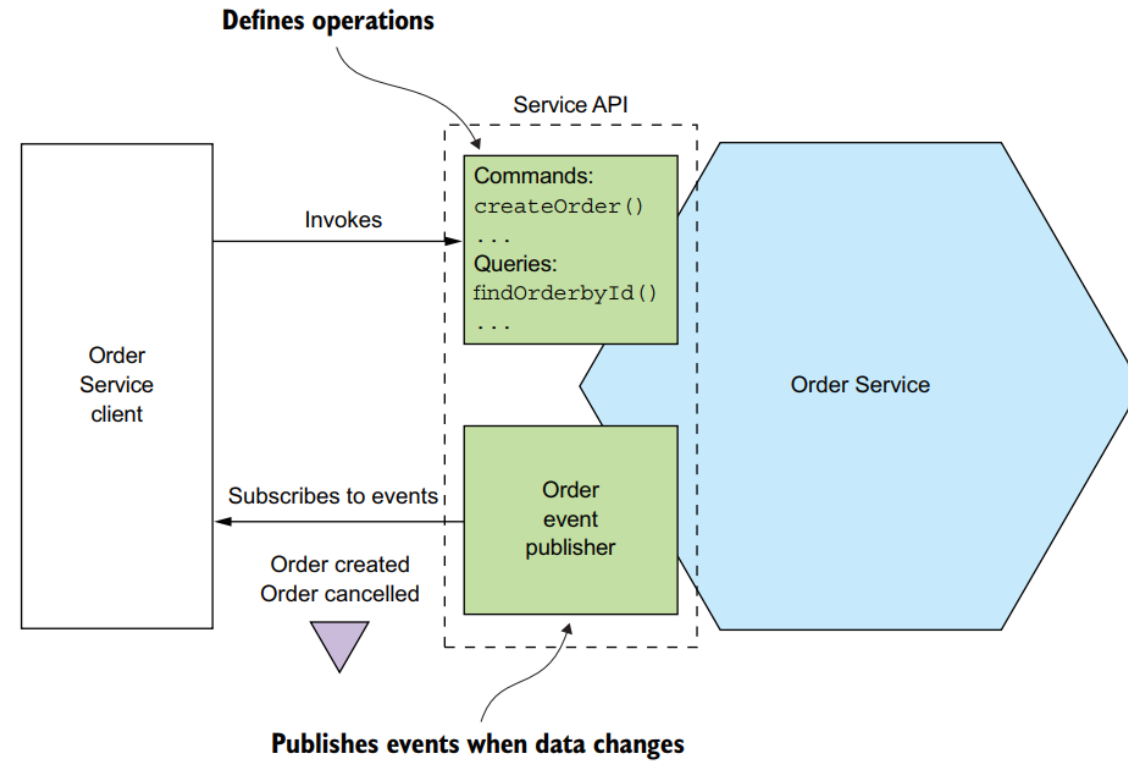 Defines operations
Service API
Commands:
createOrder()
...
Queries:
findOrderbyId()
...
Invokes
Order
Service
client
Order Service
Subscribes to events
Order
event
publisher
Order created
Order cancelled
Publishes events when data changes